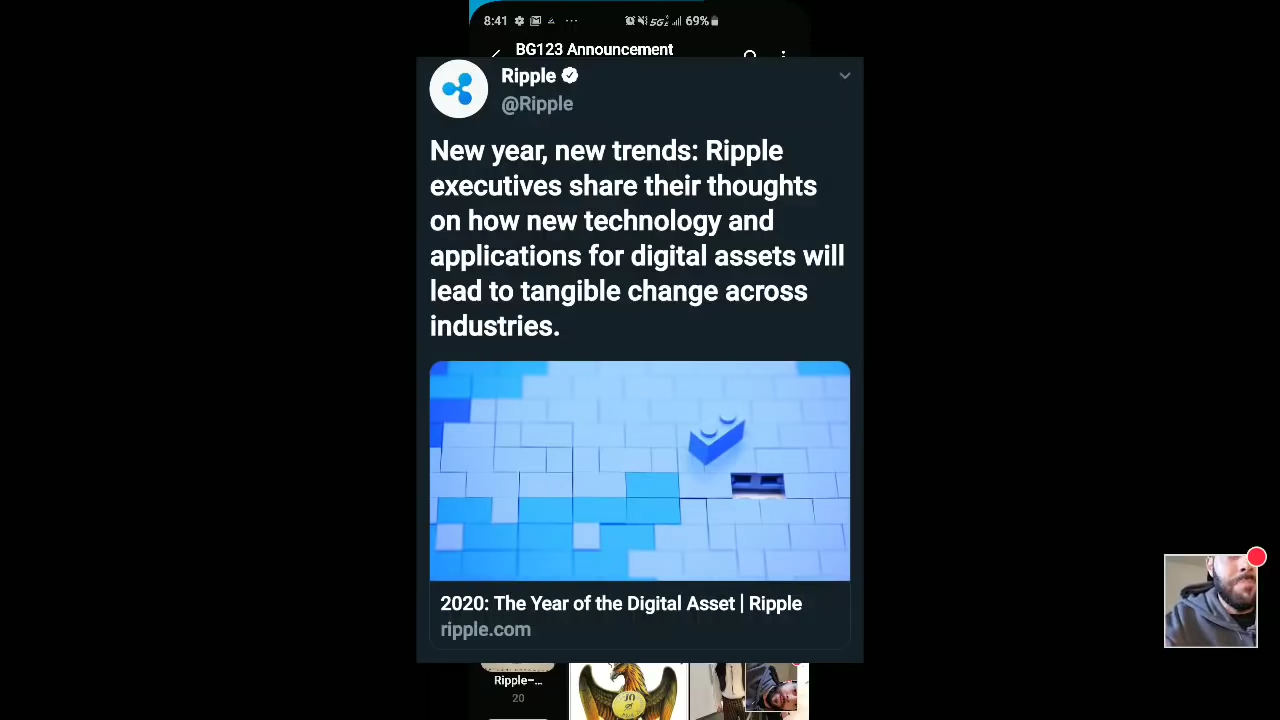 8:41
5G
69%
BG123 Announcement
Ripple
@Ripple
New year, new trends: Ripple
executives share their thoughts
on how new technology and
applications for digital assets will
lead to tangible change across
industries.
2020: The Year of the Digital Asset | Ripple
ripple.com
Ripple–...
20
10